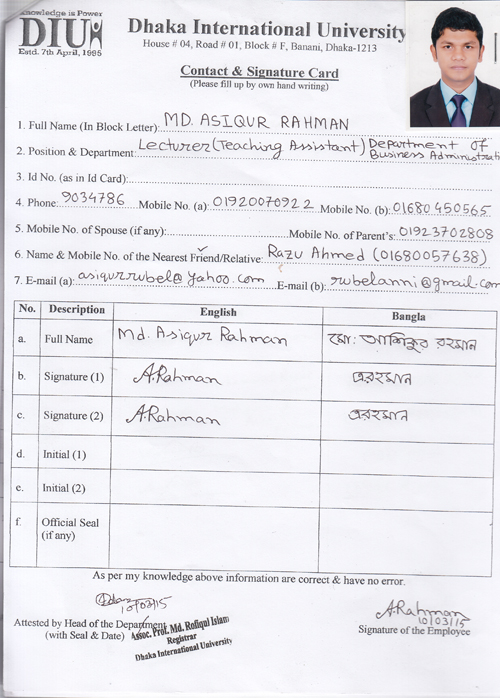 Knowledge is Power
DIU
Estd. 7th April, 1995
Dhaka International University
House # 04, Road # 01, Block # F, Banani, Dhaka-1213
Contact & Signature Card
(Please fill up by own hand writing)
1. Full Name (In Block Letter): MD. ASIQUR RAHMAN
2. Position & Department: Lecturer (Teaching Assistant) Department of Business Administrati
3. Id No. (as in Id Card):
4. Phone: 9034786 Mobile No. (a): 01920070922 Mobile No. (b): 01680450565
5. Mobile No. of Spouse (if any): Mobile No. of Parent's: 01923702808
6. Name & Mobile No. of the Nearest Friend/Relative: Razu Ahmed (01680057638)
7. E-mail (a): asiqurrubel@yahoo.com E-mail (b): rubelanni@gmail.com
No. Description English Bangla
a. Full Name Md. Asiqur Rahman মো: আশিকুর রহমান
b. Signature (1) A.Rahman এরহমান
c. Signature (2) A.Rahman এরহমান
d. Initial (1)
e. Initial (2)
f. Official Seal
(if any)
As per my knowledge above information are correct & have no error.
10/03/15
A.Rahman
10/03/15
Attested by Head of the Department
(with Seal & Date)
Assoc. Prof. Md. Rofiqul Islam
Registrar
Dhaka International University
Signature of the Employee